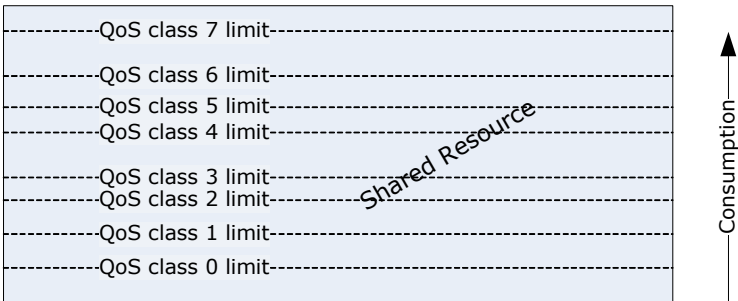 QoS class 7 limit
QoS class 6 limit
QoS class 5 limit
QoS class 4 limit
QoS class 3 limit
QoS class 2 limit
QoS class 1 limit
QoS class 0 limit
Shared Resource
Consumption